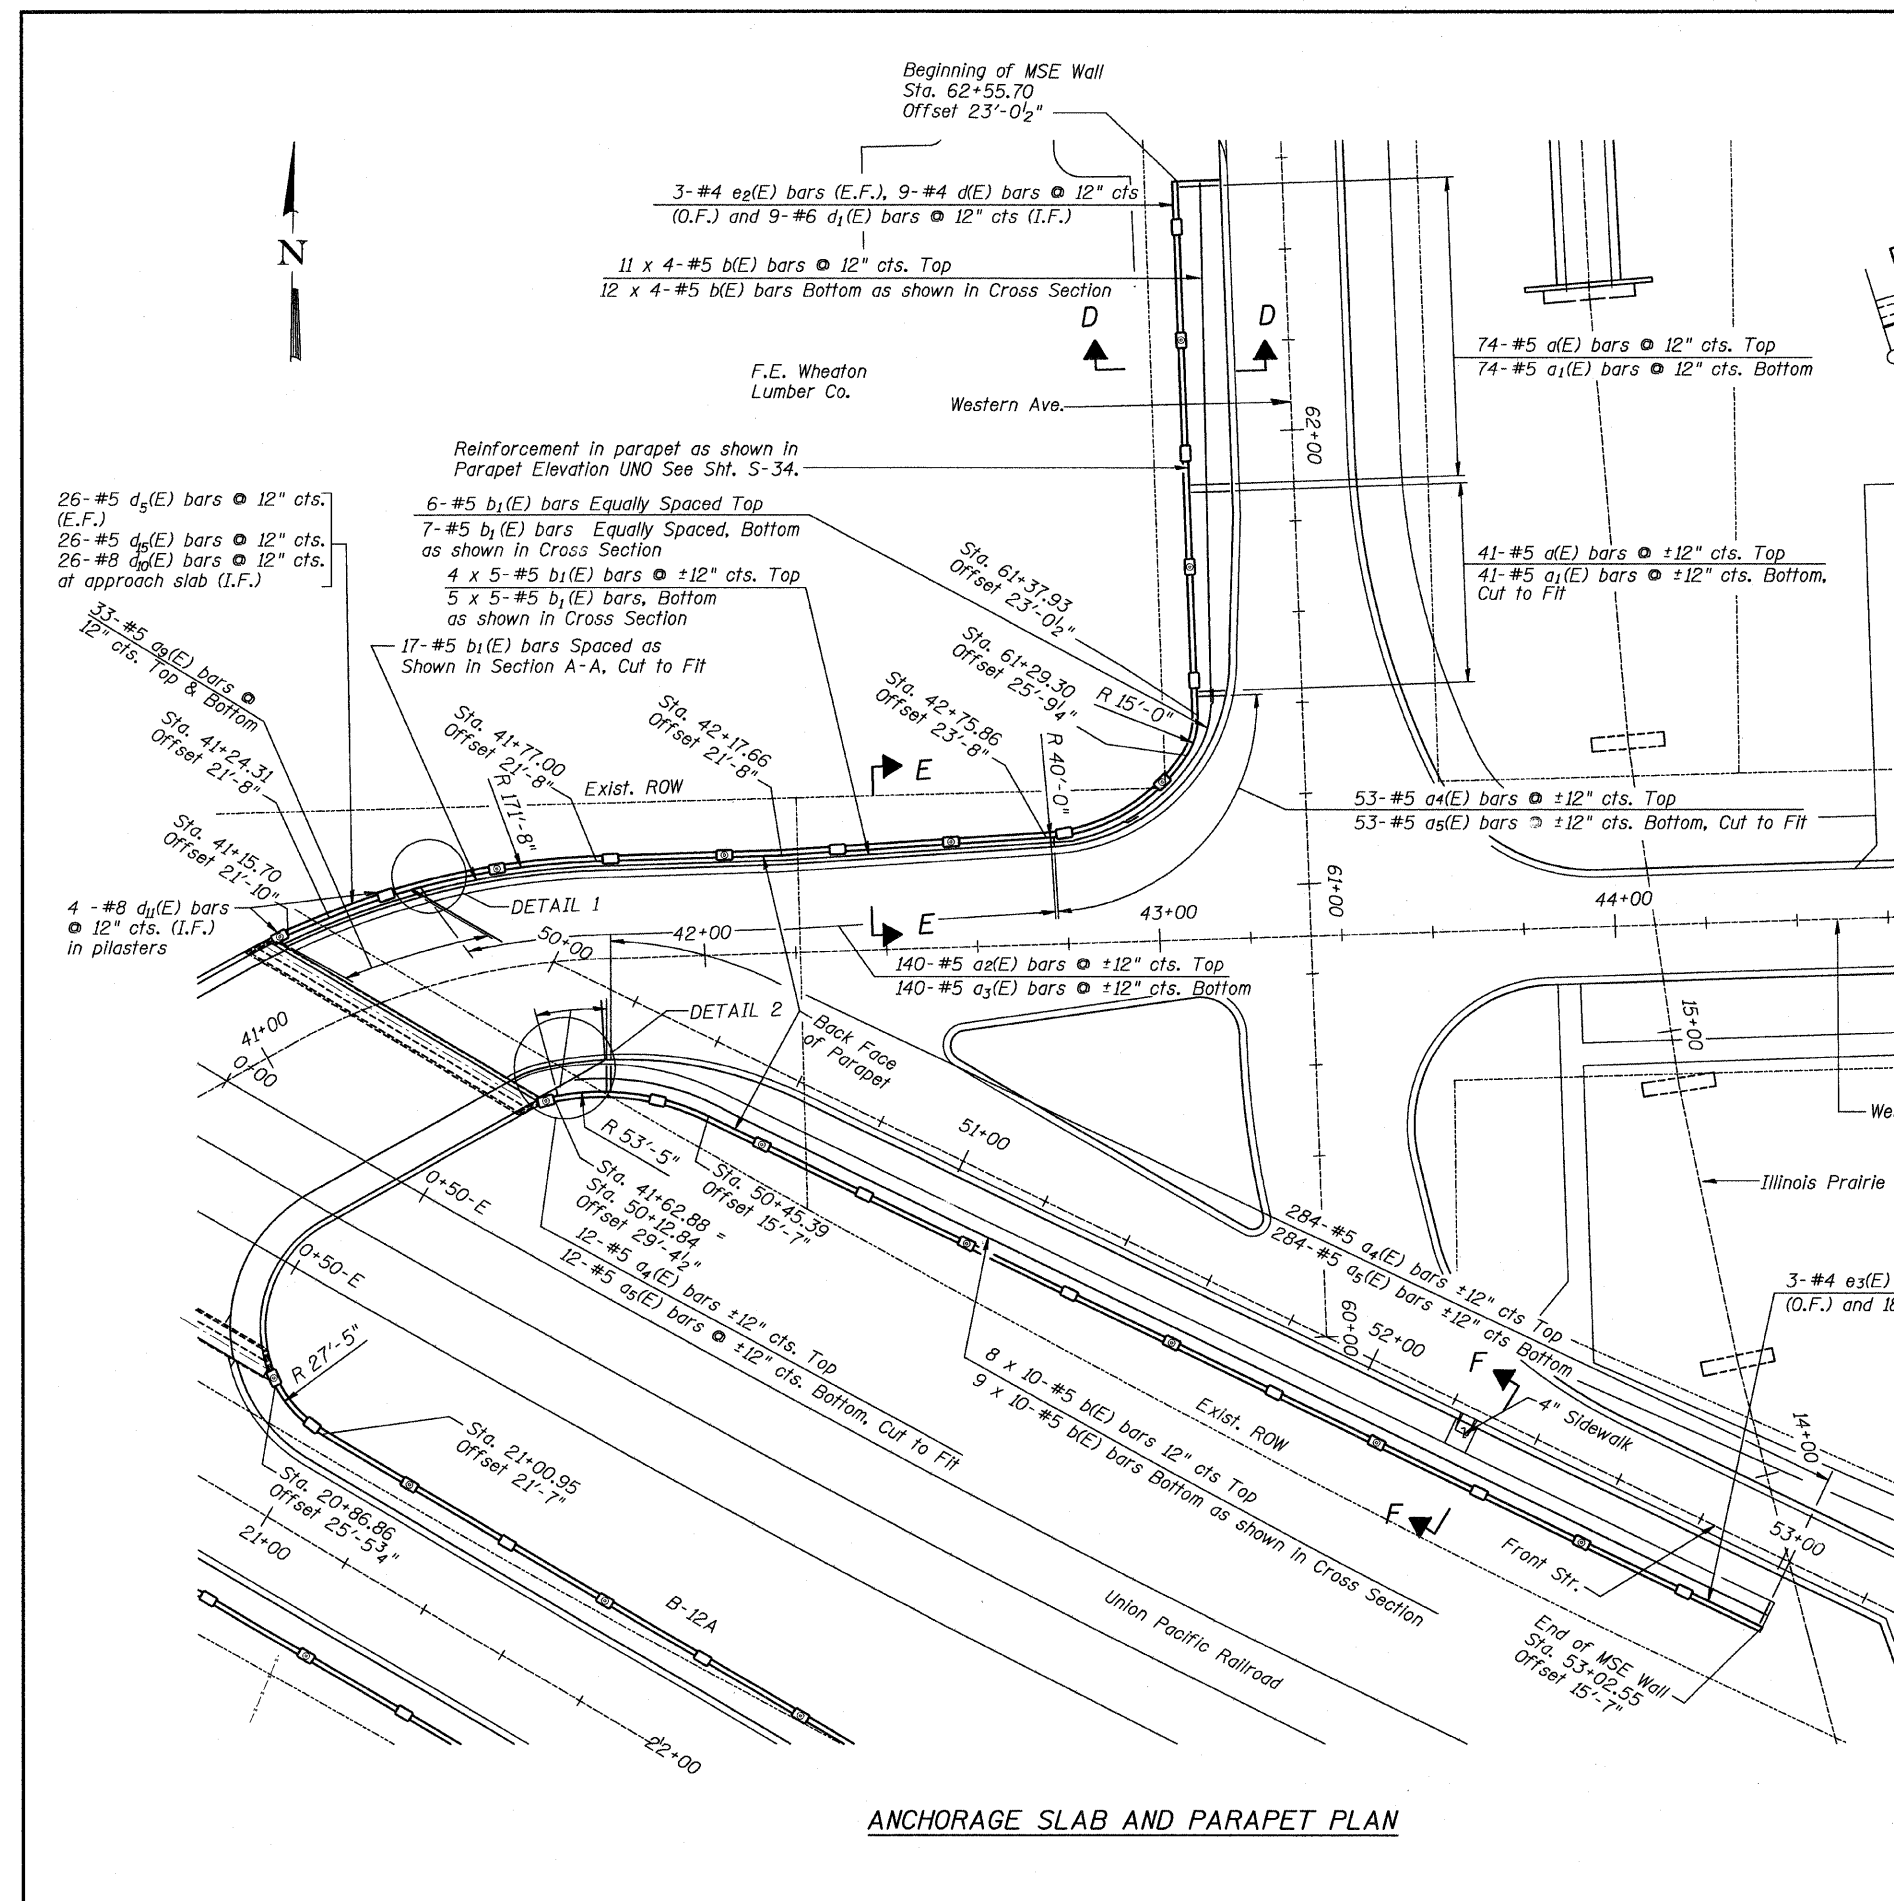 Beginning of MSE Wall
Sta. 62+55.70
Offset 23'-0½"
N
3-#4 e2(E) bars (E.F.), 9-#4 d(E) bars @ 12" cts
(O.F.) and 9-#6 d1(E) bars @ 12" cts (I.F.)
11 x 4-#5 b(E) bars @ 12" cts. Top
12 x 4-#5 b(E) bars Bottom as shown in Cross Section
D
D
74-#5 a(E) bars @ 12" cts. Top
74-#5 a1(E) bars @ 12" cts. Bottom
F.E. Wheaton
Lumber Co.
Western Ave.
62+00
Reinforcement in parapet as shown in
Parapet Elevation UNO See Sht. S-34.
26-#5 d5(E) bars @ 12" cts.
(E.F.)
26-#5 d15(E) bars @ 12" cts.
26-#8 d10(E) bars @ 12" cts.
at approach slab (I.F.)
6-#5 b1(E) bars Equally Spaced Top
7-#5 b1(E) bars Equally Spaced, Bottom
as shown in Cross Section
4 x 5-#5 b1(E) bars @ ±12" cts. Top
5 x 5-#5 b1(E) bars, Bottom
as shown in Cross Section
17-#5 b1(E) bars Spaced as
Shown in Section A-A, Cut to Fit
41-#5 a(E) bars @ ±12" cts. Top
41-#5 a1(E) bars @ ±12" cts. Bottom,
Cut to Fit
Sta. 61+37.93
Offset 23'-0½"
Sta. 61+29.30
Offset 25'-9¼"
R 15'-0"
33-#5 a9(E) bars @
12" cts. Top & Bottom
Sta. 41+24.31
Offset 21'-8"
Sta. 41+77.00
Offset 21'-8"
R 171'-8"
Sta. 42+17.66
Offset 21'-8"
Sta. 42+75.86
Offset 23'-8"
R 40'-0"
Exist. ROW
E
53-#5 a4(E) bars @ ±12" cts. Top
53-#5 a5(E) bars @ ±12" cts. Bottom, Cut to Fit
Sta. 41+15.70
Offset 21'-10"
4 -#8 d11(E) bars
@ 12" cts. (I.F.)
in pilasters
DETAIL 1
E
61+00
50+00
42+00
43+00
44+00
140-#5 a2(E) bars @ ±12" cts. Top
140-#5 a3(E) bars @ ±12" cts. Bottom
DETAIL 2
41+00
0+00
Back Face
of Parapet
15+00
We
51+00
R 53'-5"
Sta. 41+62.88 =
Sta. 50+12.84
Offset 29'-4½"
Sta. 50+45.39
Offset 15'-7"
12-#5 a4(E) bars ±12" cts. Top
12-#5 a5(E) bars @ ±12" cts. Bottom, Cut to Fit
0+50-E
0+50-E
Illinois Prairie
284-#5 a4(E) bars ±12" cts Top
284-#5 a5(E) bars ±12" cts Bottom
3-#4 e3(E)
(O.F.) and 18
60+00
52+00
F
R 27'-5"
8 x 10-#5 b(E) bars 12" cts Top
9 x 10-#5 b(E) bars Bottom as shown in Cross Section
Exist. ROW
4" Sidewalk
14+00
Sta. 21+00.95
Offset 21'-7"
Sta. 20+86.86
Offset 25'-5¾"
21+00
F
Front Str.
53+00
B-12A
Union Pacific Railroad
End of MSE Wall
Sta. 53+02.55
Offset 15'-7"
22+00
ANCHORAGE SLAB AND PARAPET PLAN